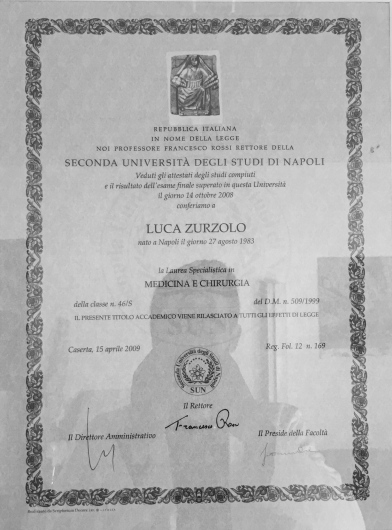 REPUBBLICA ITALIANA
IN NOME DELLA LEGGE
NOI PROFESSORE FRANCESCO ROSSI RETTORE DELLA
SECONDA UNIVERSITÀ DEGLI STUDI DI NAPOLI
Veduti gli attestati degli studi compiuti
e il risultato dell'esame finale superato in questa Università
il giorno 14 ottobre 2008
conferiamo a
LUCA ZURZOLO
nato a Napoli il giorno 27 agosto 1983
la Laurea Specialistica in
MEDICINA E CHIRURGIA
della classe n. 46/S del D.M. n. 509/1999
IL PRESENTE TITOLO ACCADEMICO VIENE RILASCIATO A TUTTI GLI EFFETTI DI LEGGE
Caserta, 15 aprile 2009 Reg. Fol. 12 n. 169
SUN
Il Rettore
Il Direttore Amministrativo Il Preside della Facoltà